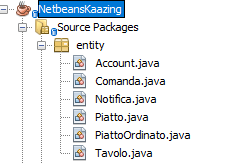 NetbeansKaazing
Source Packages
entity
Account.java
Comanda.java
Notifica.java
Piatto.java
PiattoOrdinato.java
Tavolo.java